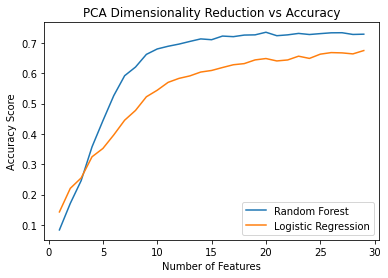 PCA Dimensionality Reduction vs Accuracy
0.7
0.6
0.5
0.4
0.3
0.2
0.1
Accuracy Score
Random Forest
Logistic Regression
0 5 10 15 20 25 30
Number of Features